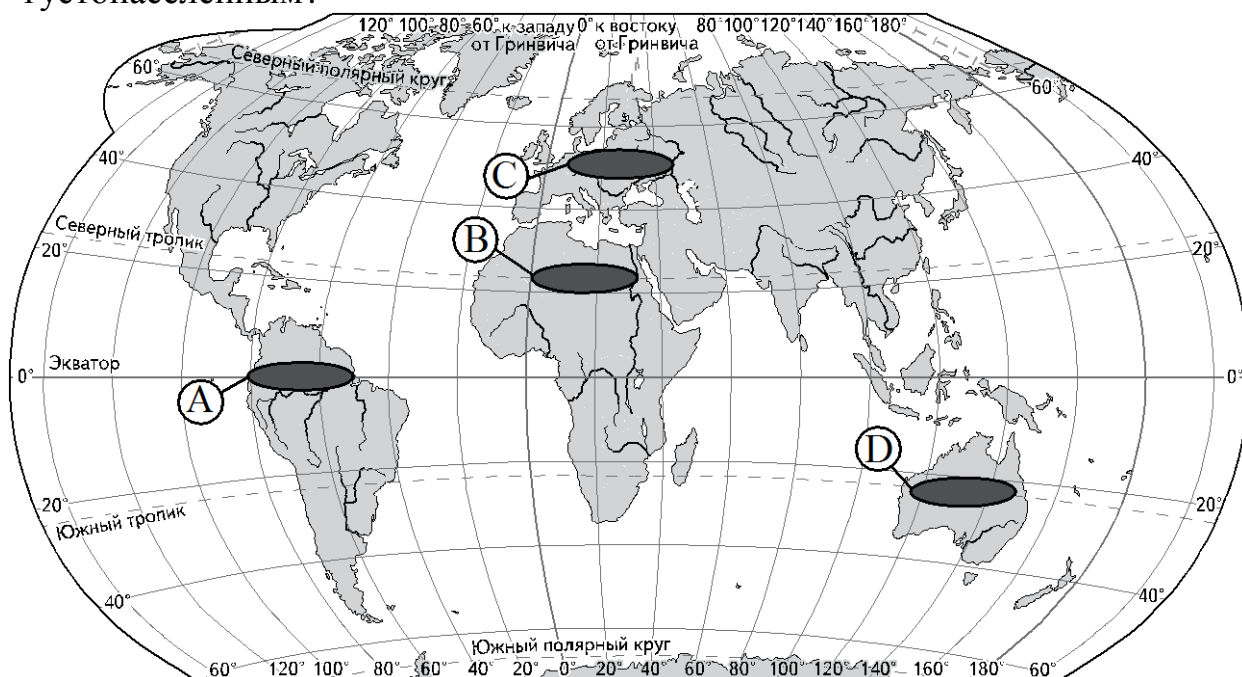 густонаселённым?
120° 100° 80° 60° к западу 0° к востоку 80° 100° 120° 140° 160° 180°
от Гринвича от Гринвича
60° Северный полярный круг 60°
40° 40°
C
Северный тропик
B
20° 20°
Экватор
0° 0°
A
D
20° 20°
Южный тропик
40° 40°
Южный полярный круг
60° 120° 100° 80° 60° 40° 20° 0° 20° 40° 60° 80° 100° 120° 140° 160° 180° 60°